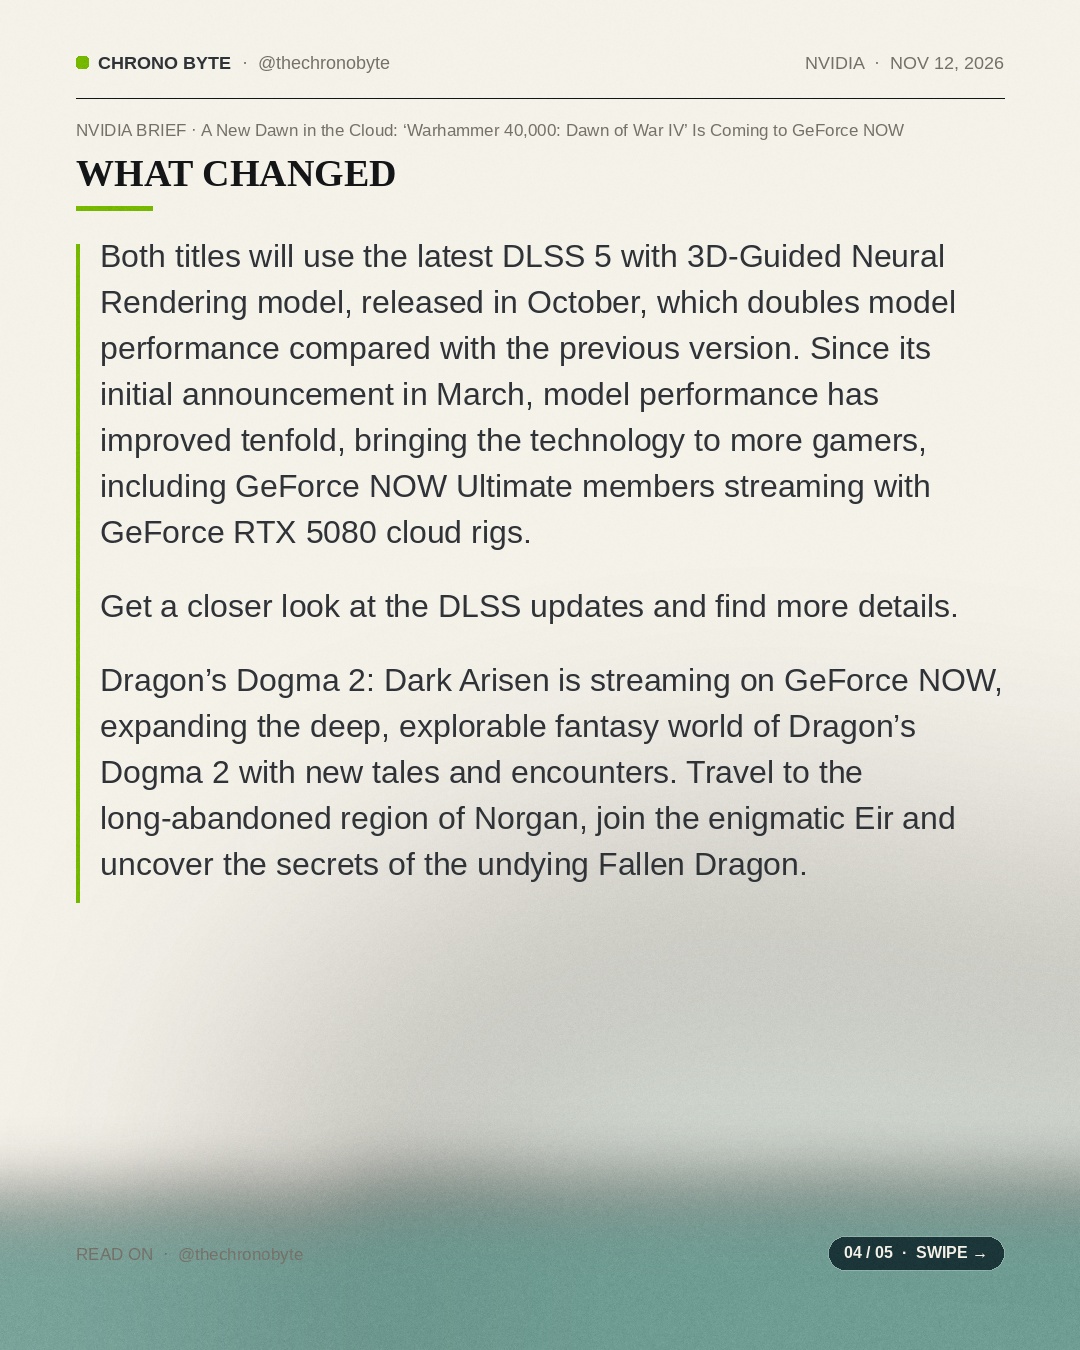 CHRONO BYTE · @thechronobyte
NVIDIA · NOV 12, 2026
NVIDIA BRIEF · A New Dawn in the Cloud: ‘Warhammer 40,000: Dawn of War IV’ Is Coming to GeForce NOW
WHAT CHANGED
Both titles will use the latest DLSS 5 with 3D-Guided Neural
Rendering model, released in October, which doubles model
performance compared with the previous version. Since its
initial announcement in March, model performance has
improved tenfold, bringing the technology to more gamers,
including GeForce NOW Ultimate members streaming with
GeForce RTX 5080 cloud rigs.
Get a closer look at the DLSS updates and find more details.
Dragon’s Dogma 2: Dark Arisen is streaming on GeForce NOW,
expanding the deep, explorable fantasy world of Dragon’s
Dogma 2 with new tales and encounters. Travel to the
long-abandoned region of Norgan, join the enigmatic Eir and
uncover the secrets of the undying Fallen Dragon.
READ ON · @thechronobyte
04 / 05 · SWIPE →